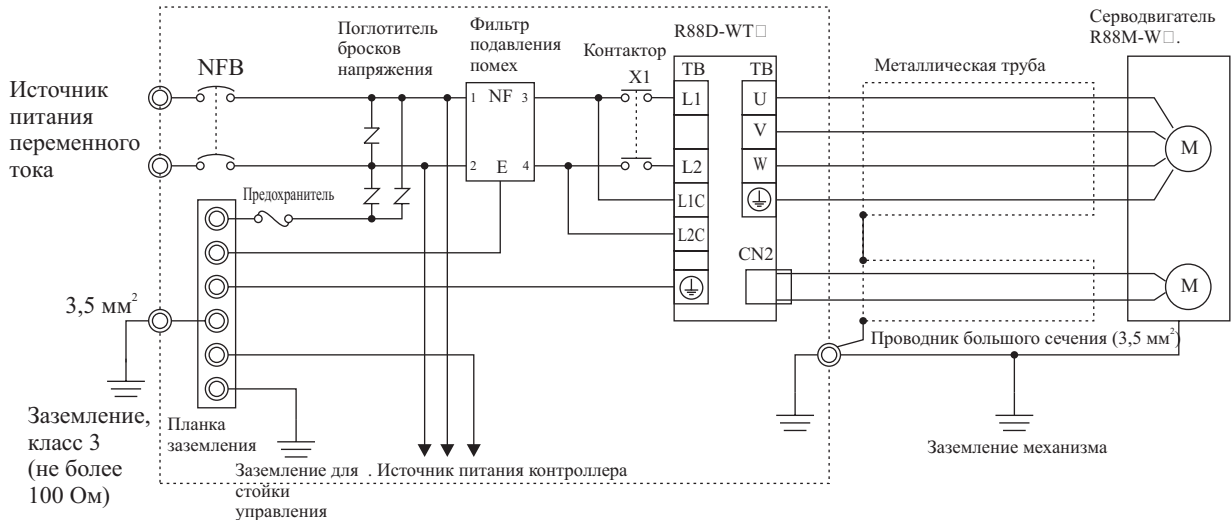 Серводвигатель
R88M-W□.
Поглотитель
бросков
напряжения
Фильтр
подавления
помех
Контактор
X1
R88D-WT□
NFB
Металлическая труба
TB
TB
Источник
питания
переменного
тока
1 NF 3
L1
U
V
M
2 E 4
L2
W
Предохранитель
L1C
L2C
CN2
M
3,5 мм²
Проводник большого сечения (3,5 мм²)
Заземление,
класс 3
(не более
100 Ом)
Планка
заземления
Заземление механизма
Заземление для . Источник питания контроллера
стойки
управления